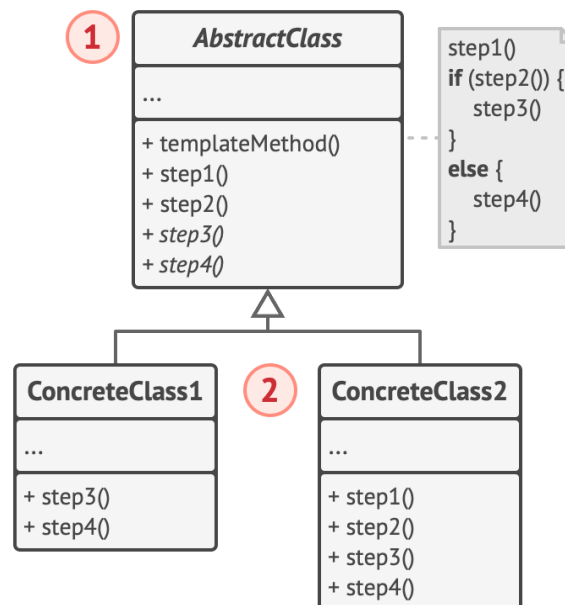 1
AbstractClass
...
+ templateMethod()
+ step1()
+ step2()
+ step3()
+ step4()
step1()
if (step2()) {
step3()
}
else {
step4()
}
ConcreteClass1
...
+ step3()
+ step4()
2
ConcreteClass2
...
+ step1()
+ step2()
+ step3()
+ step4()